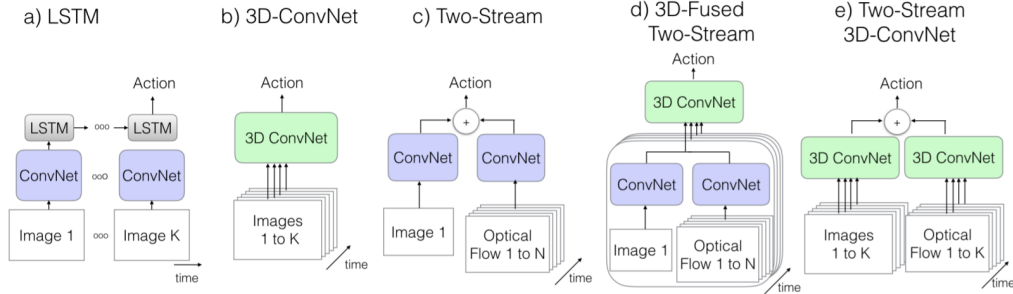 a) LSTM
Action
LSTM
ooo
LSTM
ConvNet
ooo
ConvNet
Image 1
ooo
Image K
time
b) 3D-ConvNet
Action
3D ConvNet
Images
1 to K
time
c) Two-Stream
Action
+
ConvNet
ConvNet
Image 1
Optical
Flow 1 to N
time
d) 3D-Fused
Two-Stream
Action
3D ConvNet
ConvNet
ConvNet
Image 1
Optical
Flow 1 to N
time
e) Two-Stream
3D-ConvNet
Action
+
3D ConvNet
3D ConvNet
Images
1 to K
Optical
Flow 1 to K
time